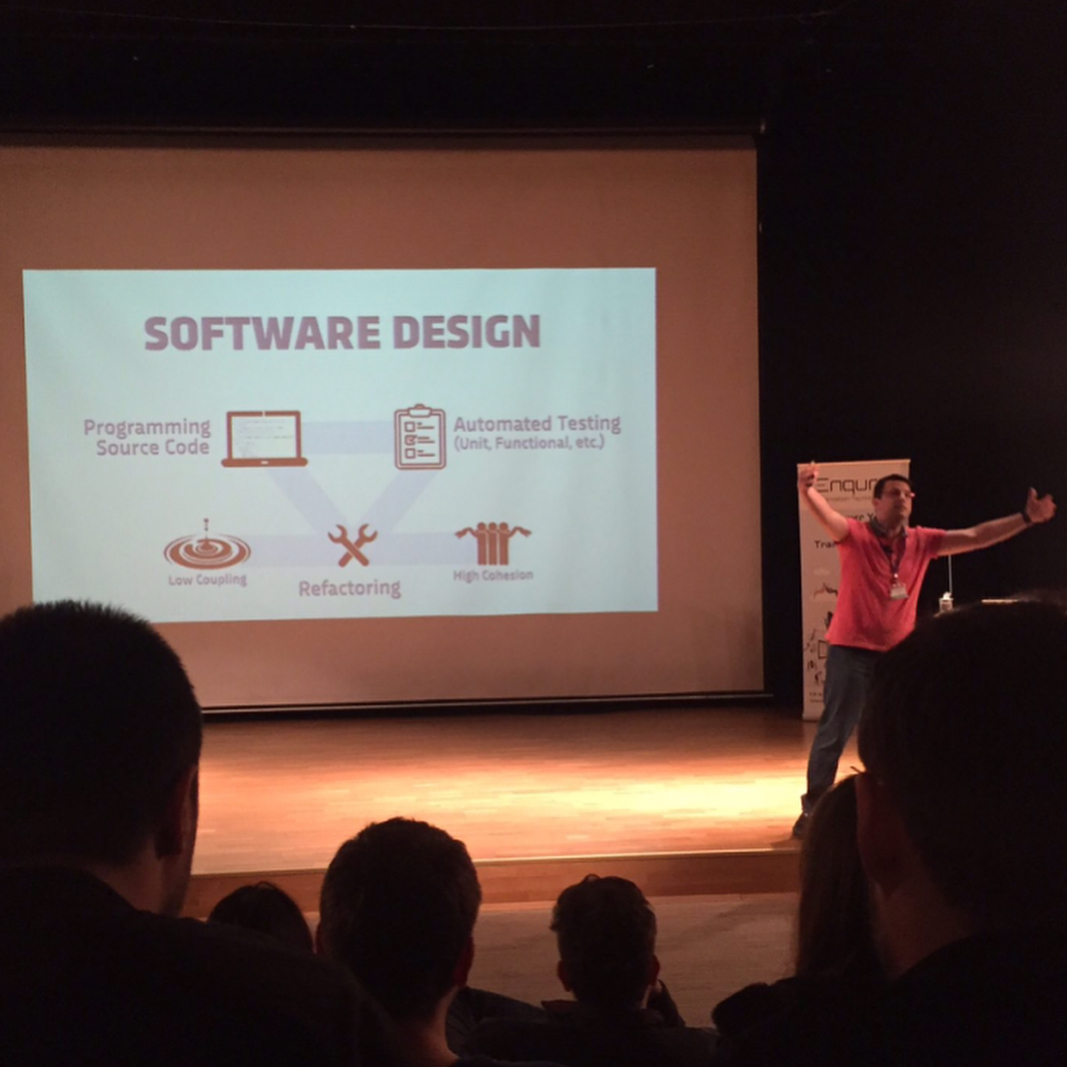 SOFTWARE DESIGN
Programming
Source Code
Automated Testing
(Unit, Functional, etc.)
Low Coupling
Refactoring
High Cohesion